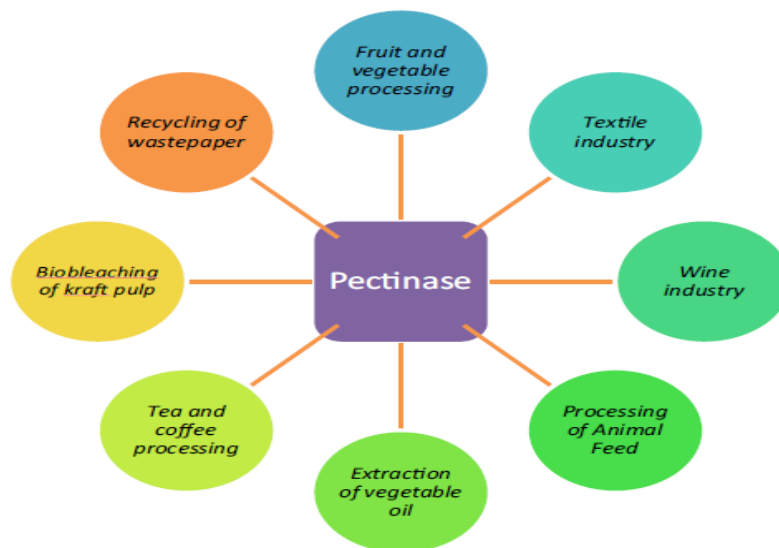 Fruit and
vegetable
processing
Textile
industry
Wine
industry
Processing
of Animal
Feed
Extraction
of vegetable
oil
Tea and
coffee
processing
Biobleaching
of kraft pulp
Recycling of
wastepaper
Pectinase